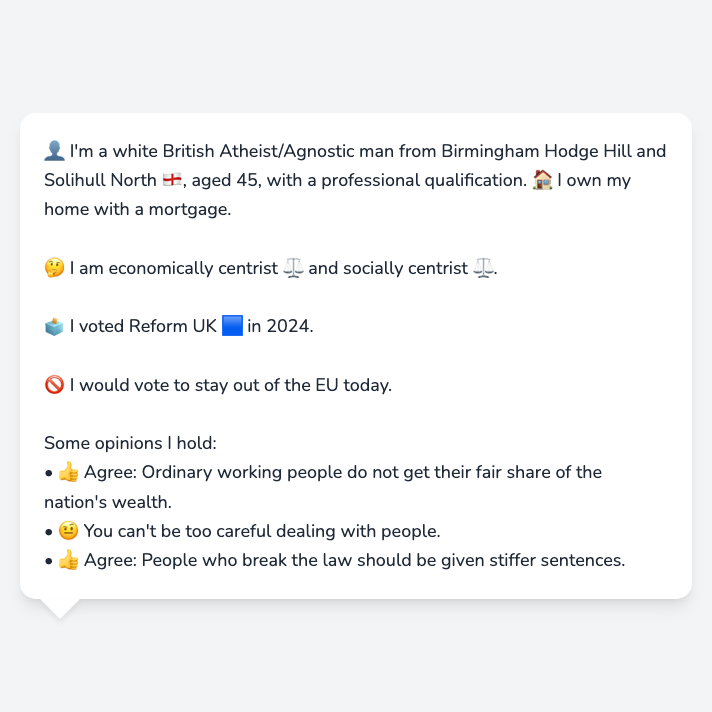 👤 I'm a white British Atheist/Agnostic man from Birmingham Hodge Hill and
Solihull North 🏴󠁧󠁢󠁥󠁮󠁧󠁿, aged 45, with a professional qualification. 🏠 I own my
home with a mortgage.
🤔 I am economically centrist ⚖️ and socially centrist ⚖️.
🗳️ I voted Reform UK 🟦 in 2024.
🚫 I would vote to stay out of the EU today.
Some opinions I hold:
• 👍 Agree: Ordinary working people do not get their fair share of the
nation's wealth.
• 🤨 You can't be too careful dealing with people.
• 👍 Agree: People who break the law should be given stiffer sentences.